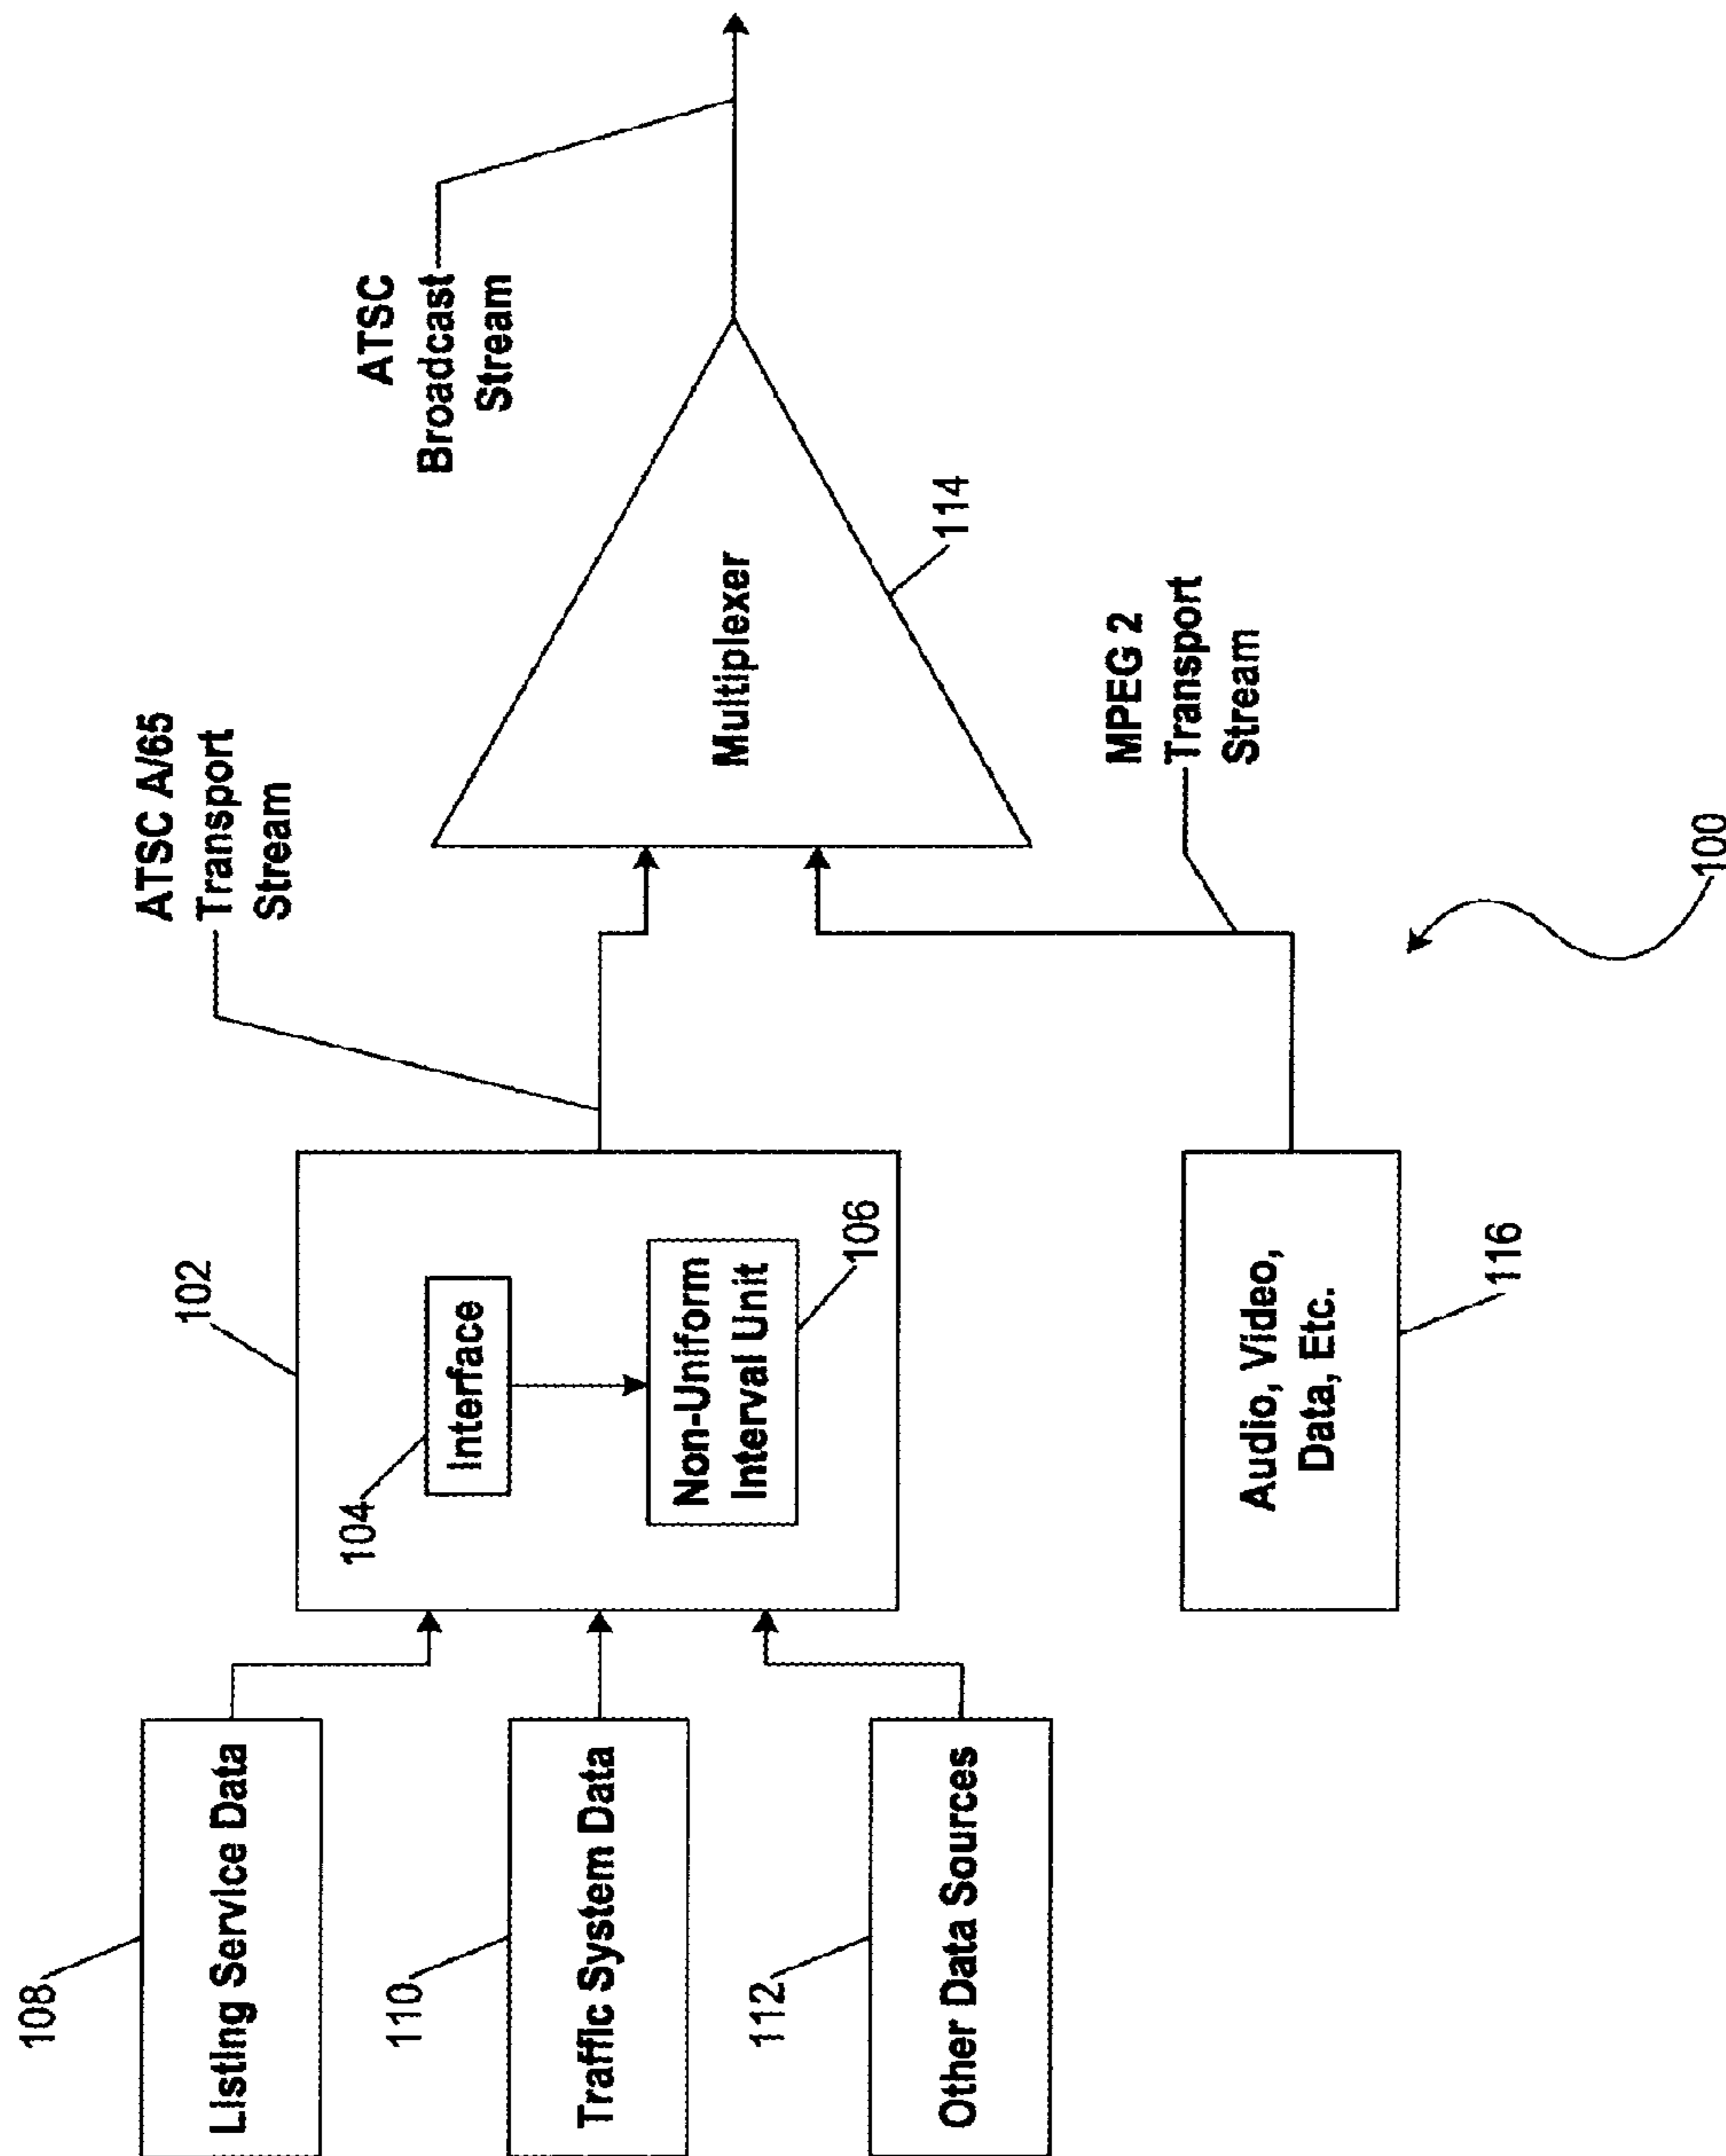 108
Listing Service Data
110
Traffic System Data
112
Other Data Sources
102
104
Interface
Non-Uniform
Interval Unit
106
Audio, Video,
Data, Etc.
116
ATSC A/65
Transport
Stream
Multiplexer
114
MPEG 2
Transport
Stream
ATSC
Broadcast
Stream
100